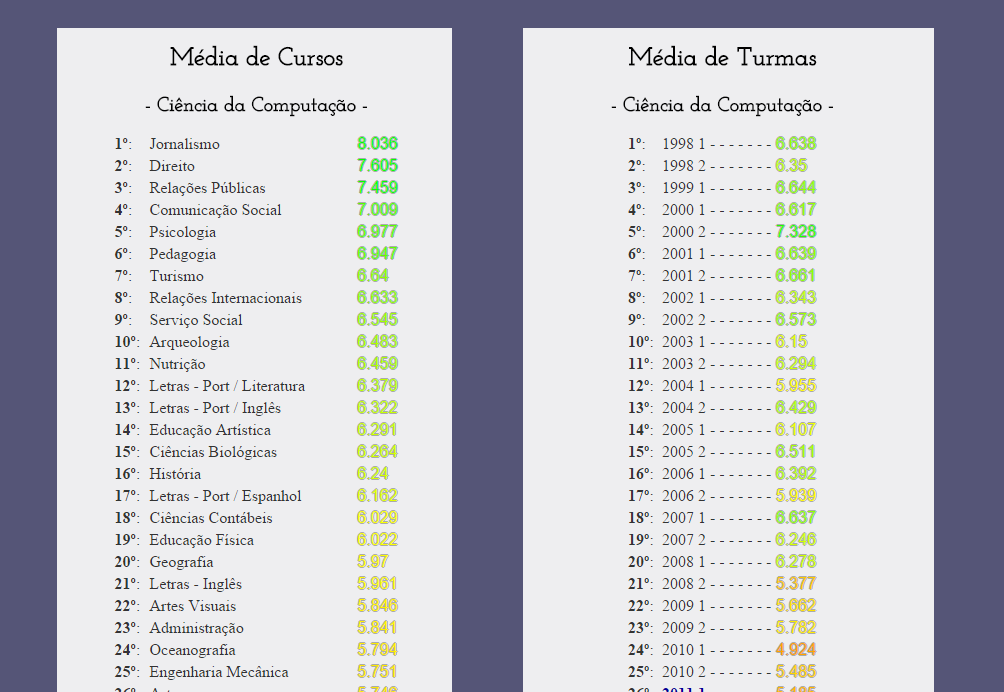 Média de Cursos
- Ciência da Computação -
1º: Jornalismo 8.036
2º: Direito 7.605
3º: Relações Públicas 7.459
4º: Comunicação Social 7.009
5º: Psicologia 6.977
6º: Pedagogia 6.947
7º: Turismo 6.64
8º: Relações Internacionais 6.633
9º: Serviço Social 6.545
10º: Arqueologia 6.483
11º: Nutrição 6.459
12º: Letras - Port / Literatura 6.379
13º: Letras - Port / Inglês 6.322
14º: Educação Artística 6.291
15º: Ciências Biológicas 6.264
16º: História 6.24
17º: Letras - Port / Espanhol 6.162
18º: Ciências Contábeis 6.029
19º: Educação Física 6.022
20º: Geografia 5.97
21º: Letras - Inglês 5.961
22º: Artes Visuais 5.846
23º: Administração 5.841
24º: Oceanografia 5.794
25º: Engenharia Mecânica 5.751
Média de Turmas
- Ciência da Computação -
1º: 1998 1 - - - - - - - 6.638
2º: 1998 2 - - - - - - - 6.35
3º: 1999 1 - - - - - - - 6.644
4º: 2000 1 - - - - - - - 6.617
5º: 2000 2 - - - - - - - 7.328
6º: 2001 1 - - - - - - - 6.639
7º: 2001 2 - - - - - - - 6.661
8º: 2002 1 - - - - - - - 6.343
9º: 2002 2 - - - - - - - 6.573
10º: 2003 1 - - - - - - - 6.15
11º: 2003 2 - - - - - - - 6.294
12º: 2004 1 - - - - - - - 5.955
13º: 2004 2 - - - - - - - 6.429
14º: 2005 1 - - - - - - - 6.107
15º: 2005 2 - - - - - - - 6.511
16º: 2006 1 - - - - - - - 6.392
17º: 2006 2 - - - - - - - 5.939
18º: 2007 1 - - - - - - - 6.637
19º: 2007 2 - - - - - - - 6.246
20º: 2008 1 - - - - - - - 6.278
21º: 2008 2 - - - - - - - 5.377
22º: 2009 1 - - - - - - - 5.662
23º: 2009 2 - - - - - - - 5.782
24º: 2010 1 - - - - - - - 4.924
25º: 2010 2 - - - - - - - 5.485